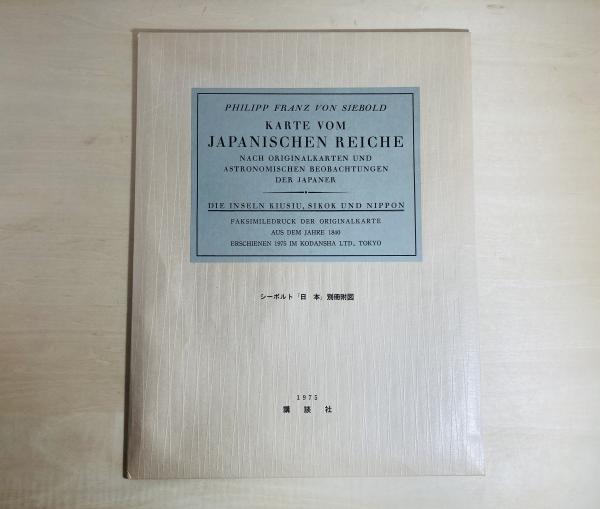 PHILIPP FRANZ VON SIEBOLD
KARTE VOM
JAPANISCHEN REICHE
NACH ORIGINALKARTEN UND
ASTRONOMISCHEN BEOBACHTUNGEN
DER JAPANER
DIE INSELN KIUSIU, SIKOK UND NIPPON
FAKSIMILEDRUCK DER ORIGINALKARTE
AUS DEM JAHRE 1840
ERSCHIENEN 1975 IM KODANSHA LTD., TOKYO
シーボルト「日 本」別冊附図
1975
講 談 社